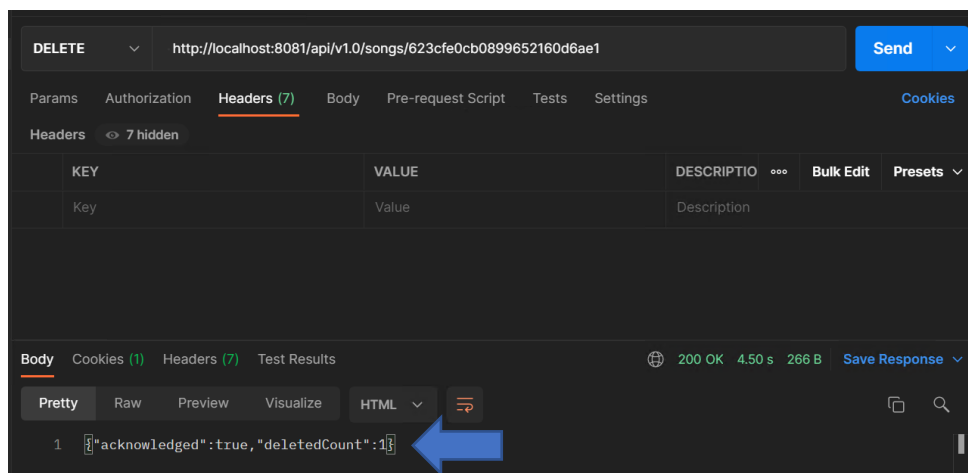 DELETE http://localhost:8081/api/v1.0/songs/623cfe0cb0899652160d6ae1 Send
Params Authorization Headers (7) Body Pre-request Script Tests Settings Cookies
Headers 7 hidden
KEY VALUE DESCRIPTIO ooo Bulk Edit Presets
Key Value Description
Body Cookies (1) Headers (7) Test Results 200 OK 4.50 s 266 B Save Response
Pretty Raw Preview Visualize HTML
1 {"acknowledged":true,"deletedCount":1}